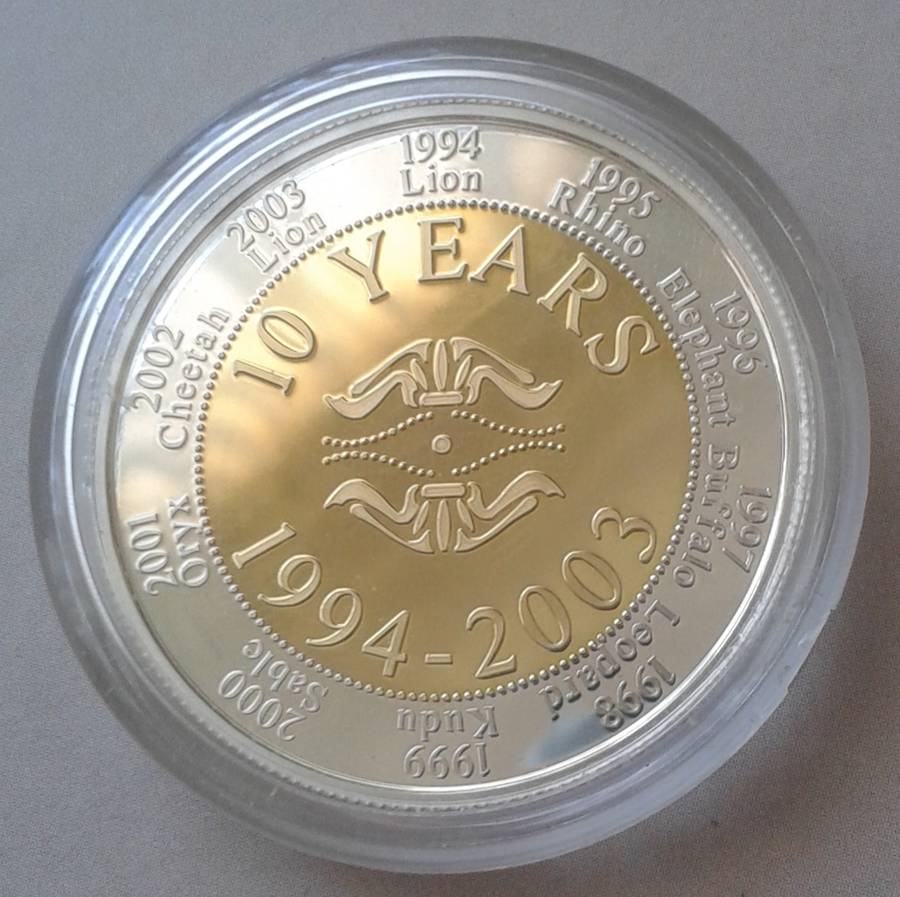 10 YEARS
1994-2003
1994
Lion
1995
Rhino
1996
Elephant
1997
Buffalo
1998
Leopard
1999
Kudu
2000
Sable
2001
Oryx
2002
Cheetah
2003
Lion